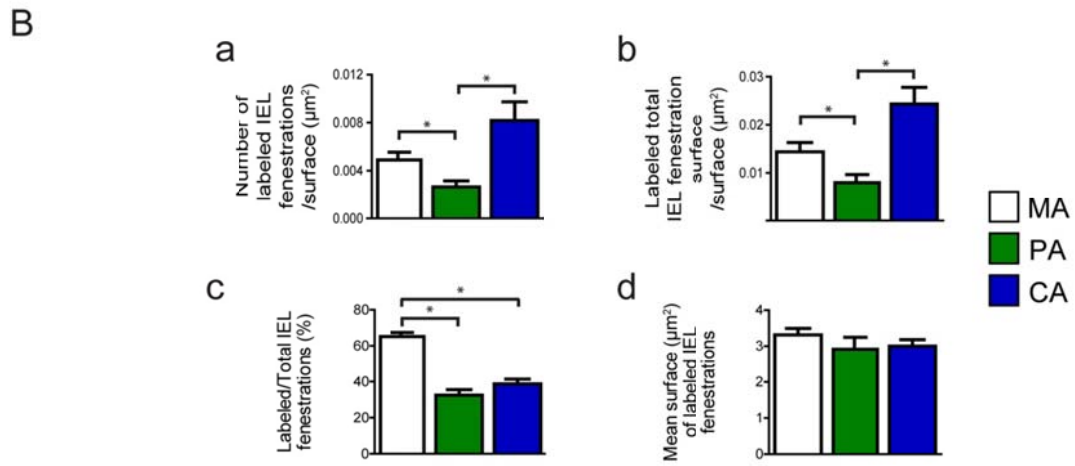 B
a
Number of
labeled IEL
fenestrations
/surface (µm²)
0.012
0.008
0.004
0.000
*
*
b
Labeled total
IEL fenestration
surface
/surface (µm²)
0.03
0.02
0.01
*
*
MA
PA
CA
c
Labeled/Total IEL
fenestrations (%)
80
60
40
20
0
*
*
d
Mean surface (µm²)
of labeled IEL
fenestrations
4
3
2
1
0